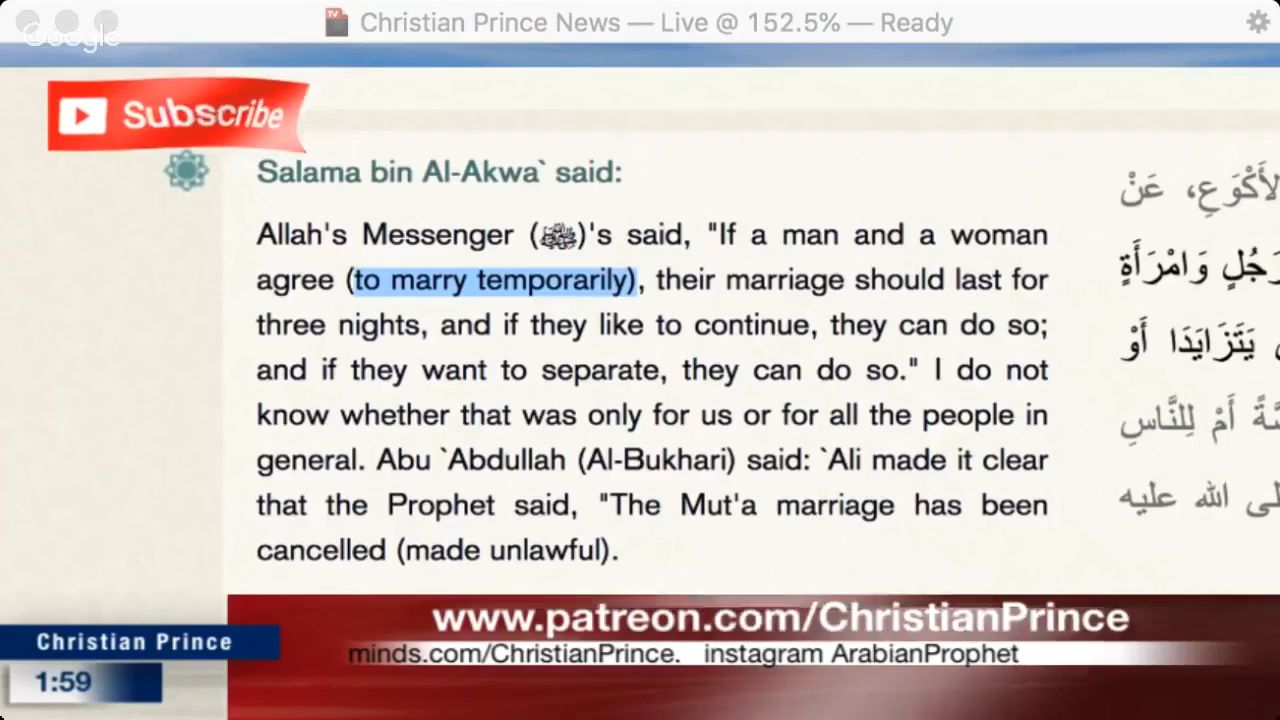 Christian Prince News — Live @ 152.5% — Ready
Google
Subscribe
Salama bin Al-Akwa` said:
Allah's Messenger (ﷺ)'s said, "If a man and a woman
agree (to marry temporarily), their marriage should last for
three nights, and if they like to continue, they can do so;
and if they want to separate, they can do so." I do not
know whether that was only for us or for all the people in
general. Abu `Abdullah (Al-Bukhari) said: `Ali made it clear
that the Prophet said, "The Mut'a marriage has been
cancelled (made unlawful).
لأَكْوَعِ، عَنْ
وَامْرَأَةٍ
يَتَزَايَدَا أَوْ
أَمْ لِلنَّاسِ
الله عليه
www.patreon.com/ChristianPrince
Christian Prince
minds.com/ChristianPrince. instagram ArabianProphet
1:59